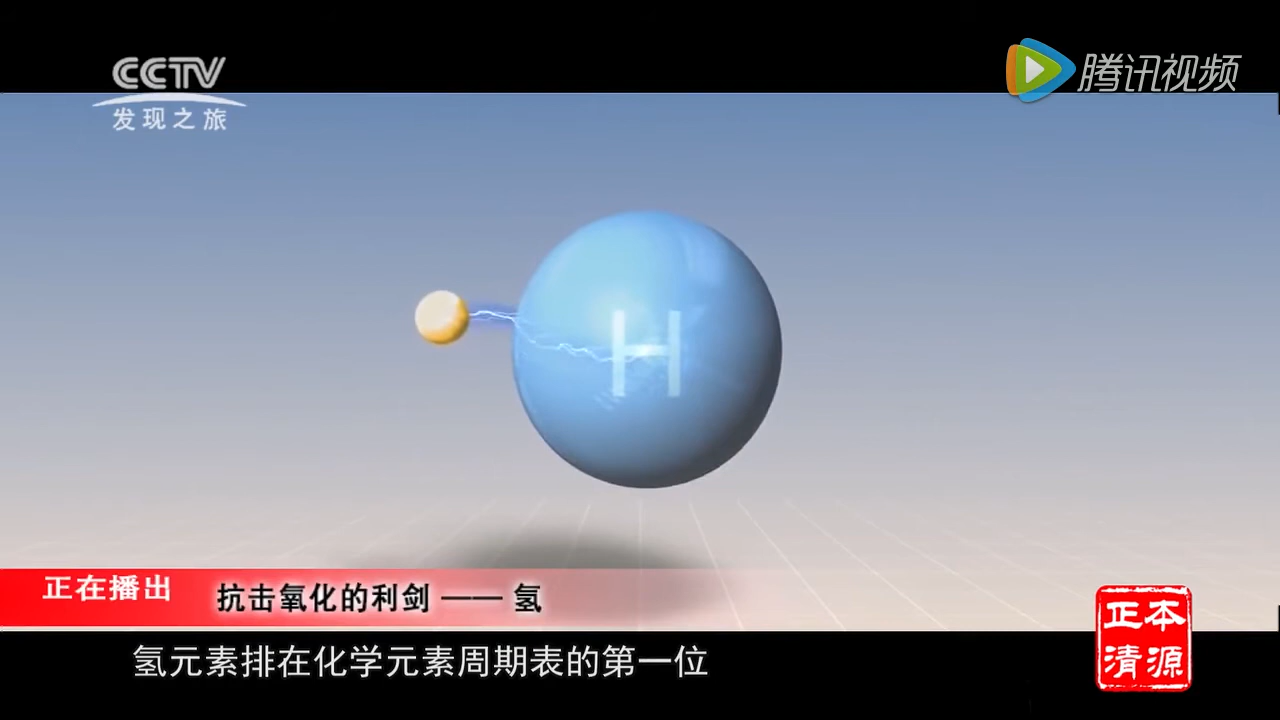 CCTV
发现之旅
腾讯视频
H
正在播出
抗击氧化的利剑 —— 氢
氢元素排在化学元素周期表的第一位
正本
清源